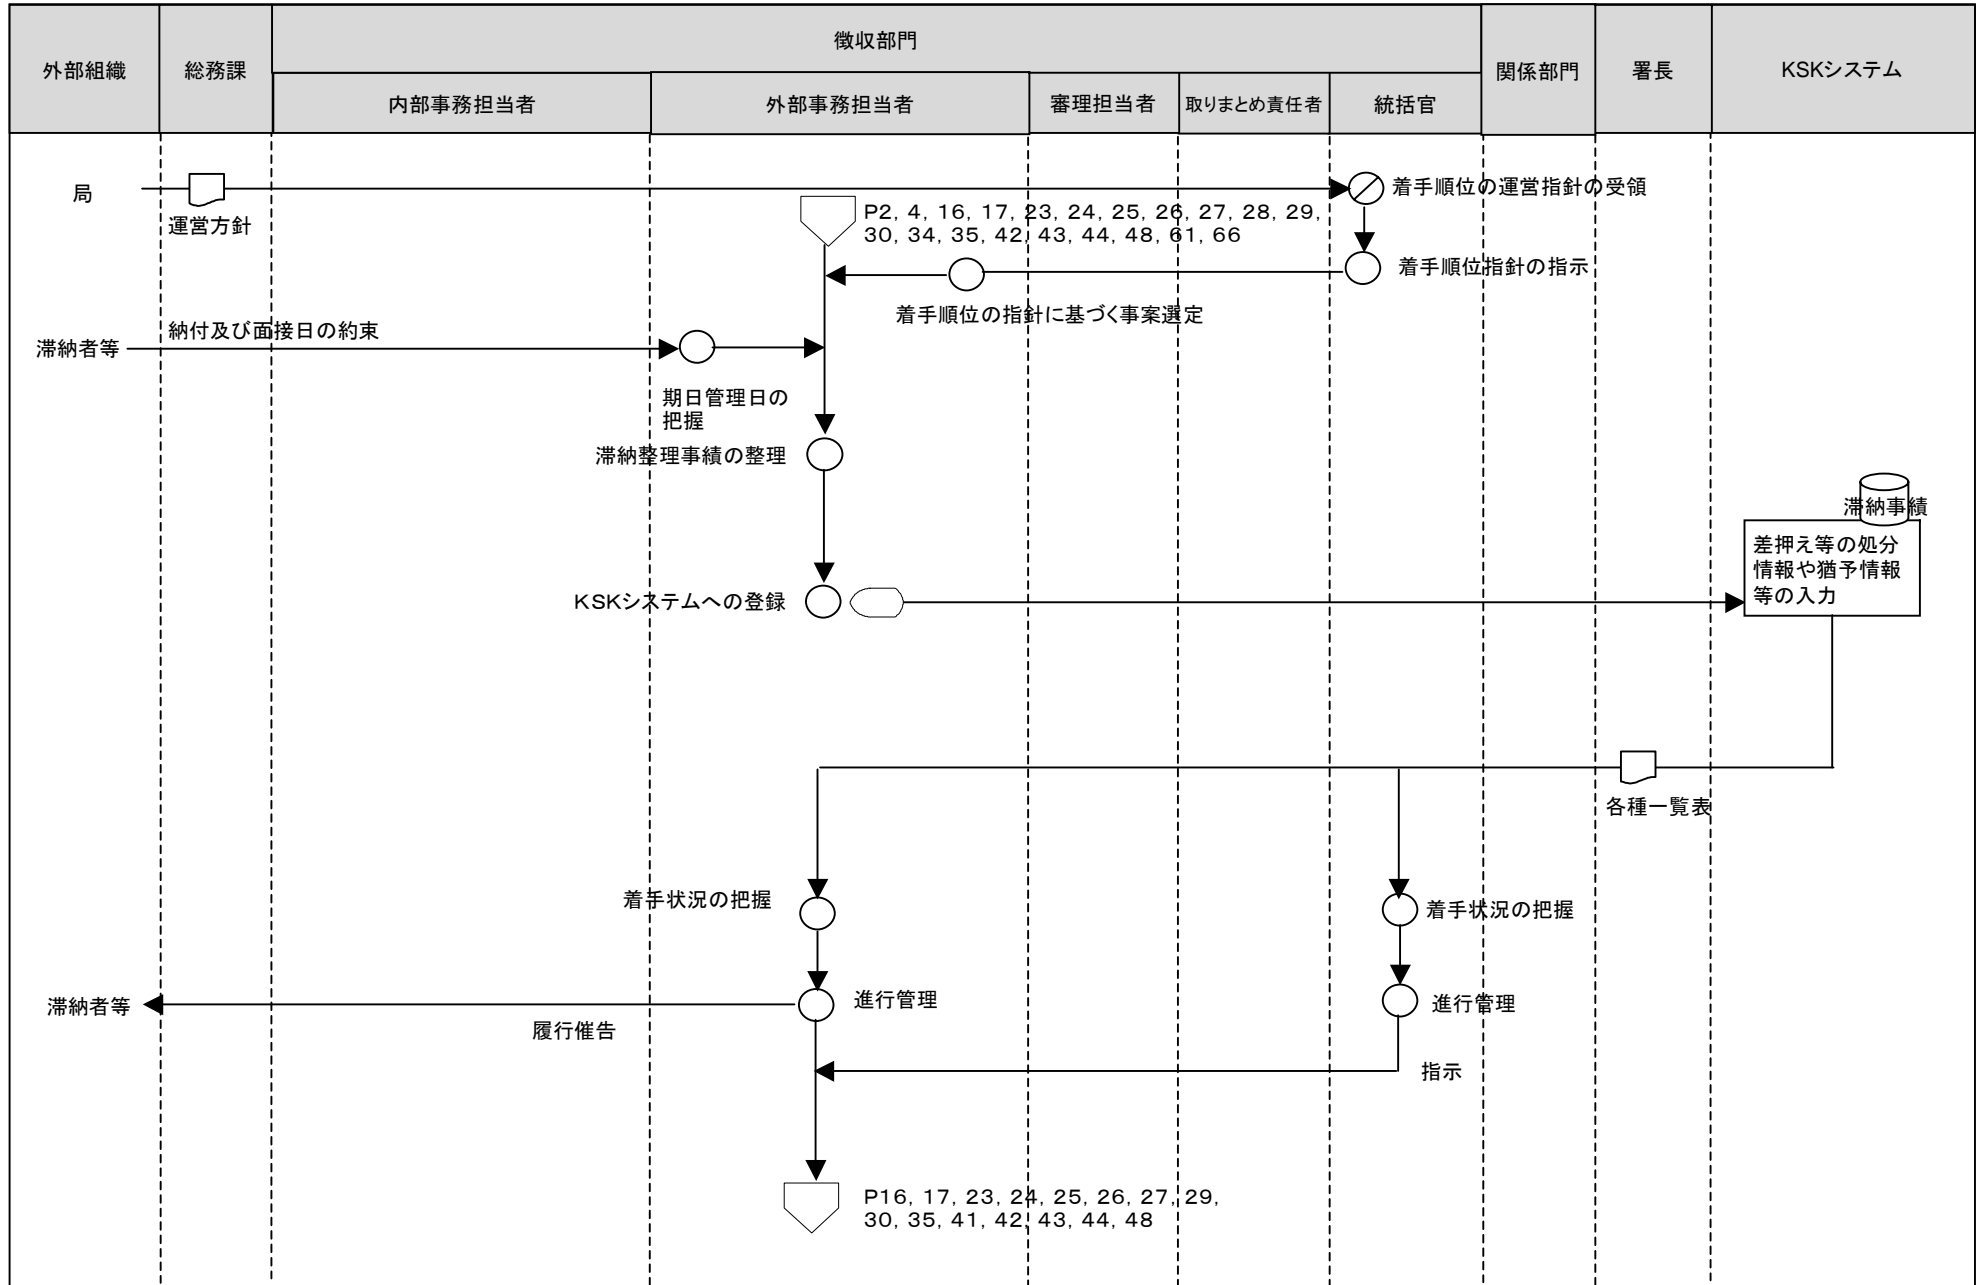 外部組織
総務課
徴収部門
関係部門
署長
KSKシステム
内部事務担当者
外部事務担当者
審理担当者
取りまとめ責任者
統括官
局
運営方針
着手順位の運営指針の受領
P2, 4, 16, 17, 23, 24, 25, 26, 27, 28, 29,
30, 34, 35, 42, 43, 44, 48, 61, 66
着手順位指針の指示
着手順位の指針に基づく事案選定
滞納者等
納付及び面接日の約束
期日管理日の
把握
滞納整理事績の整理
滞納事績
差押え等の処分
情報や猶予情報
等の入力
KSKシステムへの登録
各種一覧表
着手状況の把握
着手状況の把握
滞納者等
進行管理
進行管理
履行催告
指示
P16, 17, 23, 24, 25, 26, 27, 29,
30, 35, 41, 42, 43, 44, 48